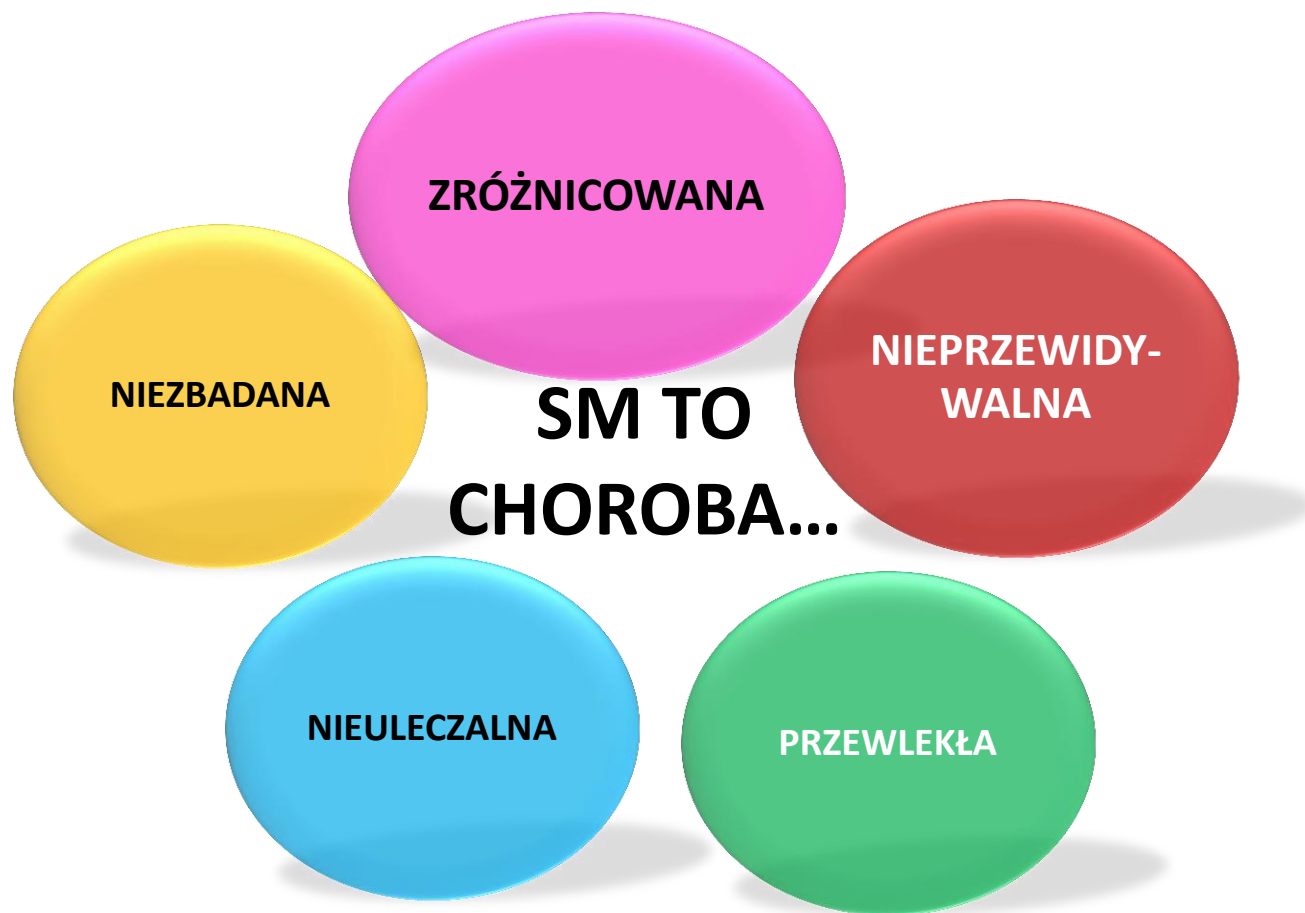 ZRÓŻNICOWANA
NIEPRZEWIDY-
WALNA
NIEZBADANA
SM TO
CHOROBA...
NIEULECZALNA
PRZEWLEKŁA